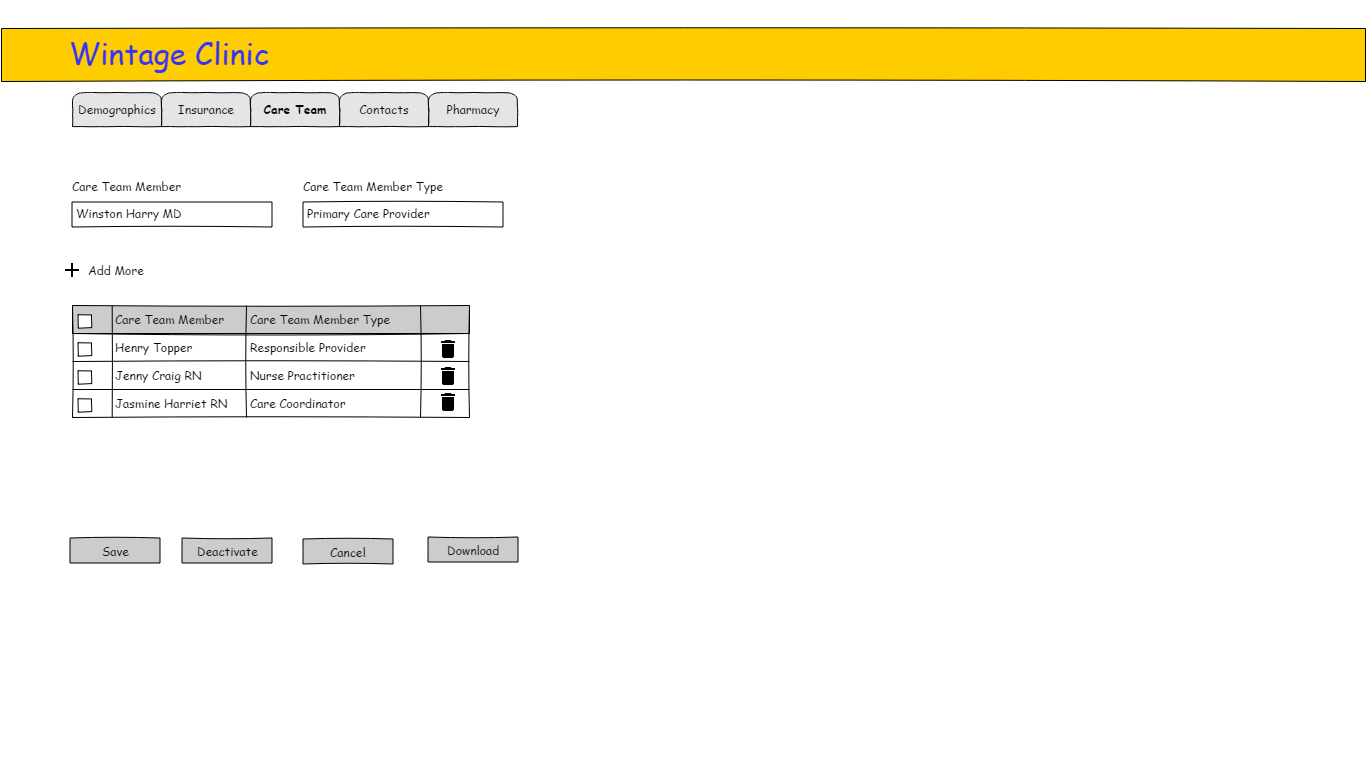 Wintage Clinic
Demographics Insurance Care Team Contacts Pharmacy
Care Team Member Care Team Member Type
Winston Harry MD Primary Care Provider
Add More
Care Team Member Care Team Member Type
Henry Topper Responsible Provider
Jenny Craig RN Nurse Practitioner
Jasmine Harriet RN Care Coordinator
Save Deactivate Cancel Download